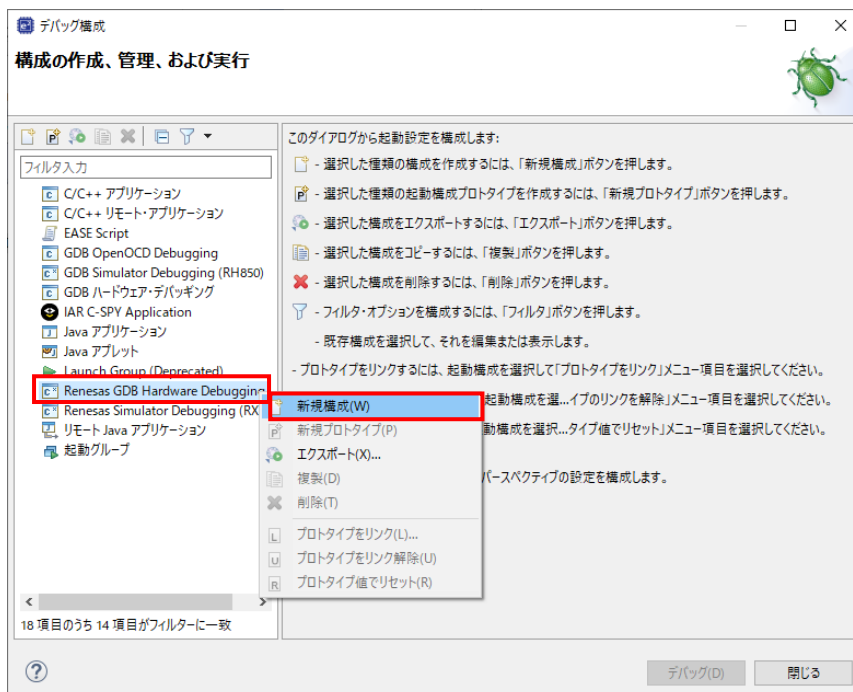 デバッグ構成
構成の作成、管理、および実行
フィルタ入力
C/C++ アプリケーション
C/C++ リモート・アプリケーション
EASE Script
GDB OpenOCD Debugging
GDB Simulator Debugging (RH850)
GDB ハードウェア・デバッギング
IAR C-SPY Application
Java アプリケーション
Java アプレット
Launch Group (Deprecated)
Renesas GDB Hardware Debugging
Renesas Simulator Debugging (RX
リモート Java アプリケーション
起動グループ
18 項目のうち 14 項目がフィルターに一致
新規構成(W)
新規プロトタイプ(P)
エクスポート(X)...
複製(D)
削除(T)
プロトタイプをリンク(L)...
プロトタイプをリンク解除(U)
プロトタイプ値でリセット(R)
このダイアログから起動設定を構成します:
- 選択した種類の構成を作成するには、「新規構成」ボタンを押します。
- 選択した種類の起動構成プロトタイプを作成するには、「新規プロトタイプ」ボタンを押します。
- 選択した構成をエクスポートするには、「エクスポート」ボタンを押します。
- 選択した構成をコピーするには、「複製」ボタンを押します。
- 選択した構成を削除するには、「削除」ボタンを押します。
- フィルタ・オプションを構成するには、「フィルタ」ボタンを押します。
- 既存構成を選択して、それを編集または表示します。
- プロトタイプをリンクするには、起動構成を選択して「プロトタイプをリンク」メニュー項目を選択してください。
起動構成を選...イプのリンクを解除」メニュー項目を選択してください。
動構成を選択...タイプ値でリセット」メニュー項目を選択してください。
パースペクティブの設定を構成します。
デバッグ(D)
閉じる